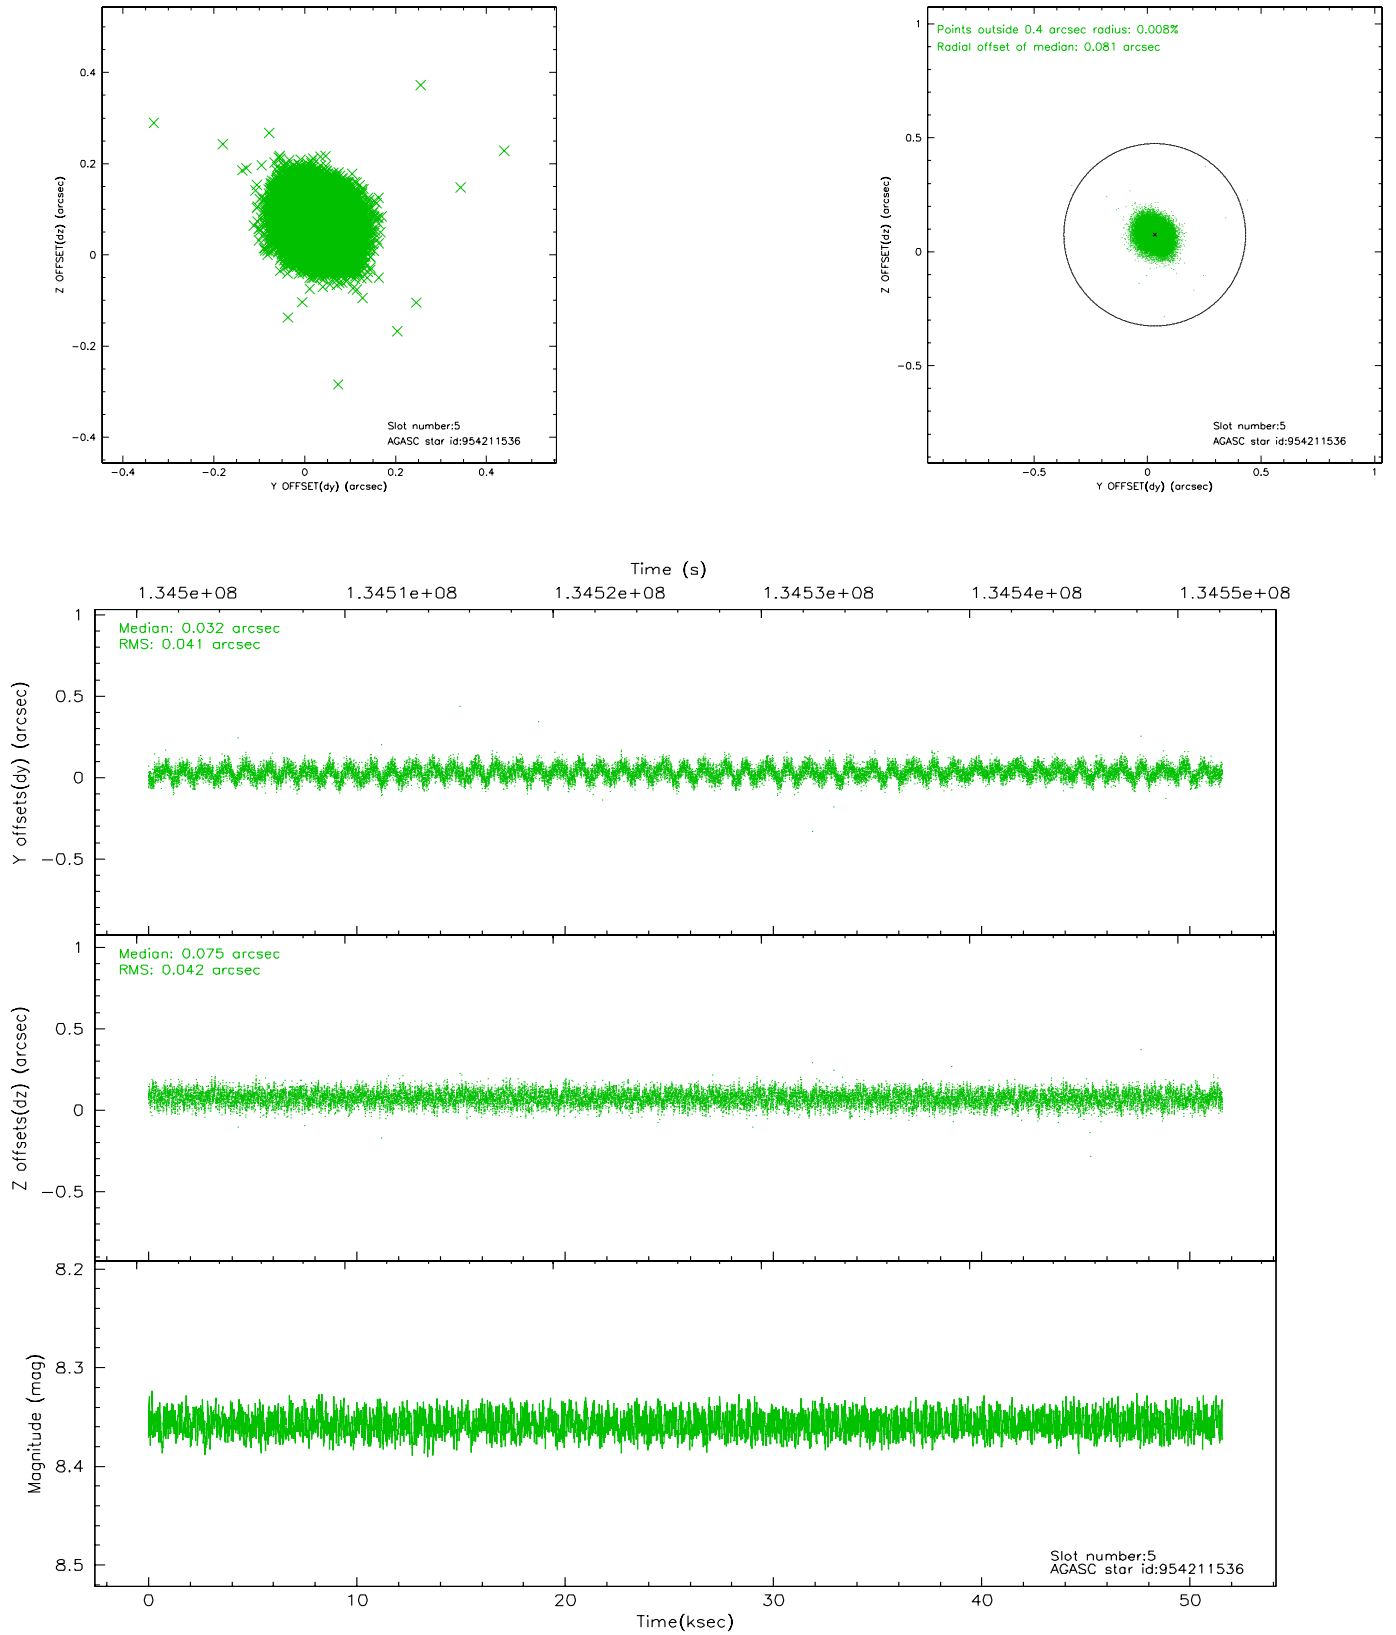 0.4
0.2
0
−0.2
−0.4
Z OFFSET(dz) (arcsec)
Slot number:5
AGASC star id:954211536
−0.4 −0.2 0 0.2 0.4
Y OFFSET(dy) (arcsec)
Points outside 0.4 arcsec radius: 0.008%
Radial offset of median: 0.081 arcsec
1
0.5
0
−0.5
Z OFFSET(dz) (arcsec)
Slot number:5
AGASC star id:954211536
−0.5 0 0.5 1
Y OFFSET(dy) (arcsec)
Time (s)
1.345e+08 1.3451e+08 1.3452e+08 1.3453e+08 1.3454e+08 1.3455e+08
Median: 0.032 arcsec
RMS: 0.041 arcsec
1
0.5
0
−0.5
Y offsets(dy) (arcsec)
Median: 0.075 arcsec
RMS: 0.042 arcsec
1
0.5
0
−0.5
Z offsets(dz) (arcsec)
8.2
8.3
8.4
8.5
Magnitude (mag)
Slot number:5
AGASC star id:954211536
0 10 20 30 40 50
Time(ksec)